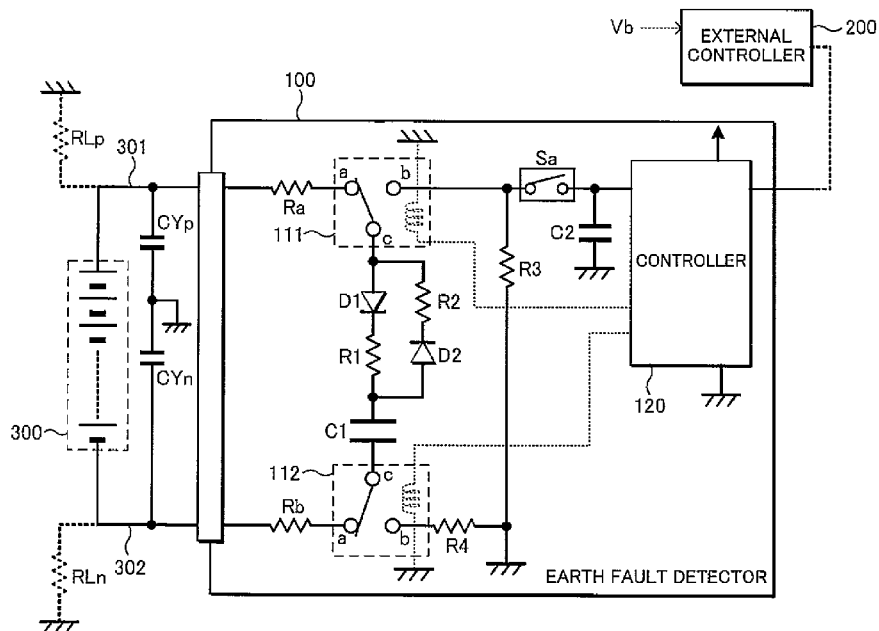 Vb
200
EXTERNAL
CONTROLLER
100
RLp
301
Sa
a
b
Ra
c
111
CYp
C2
R3
CONTROLLER
D1
R2
R1
D2
CYn
300
120
C1
112
c
Rb
a
b
R4
302
RLn
EARTH FAULT DETECTOR